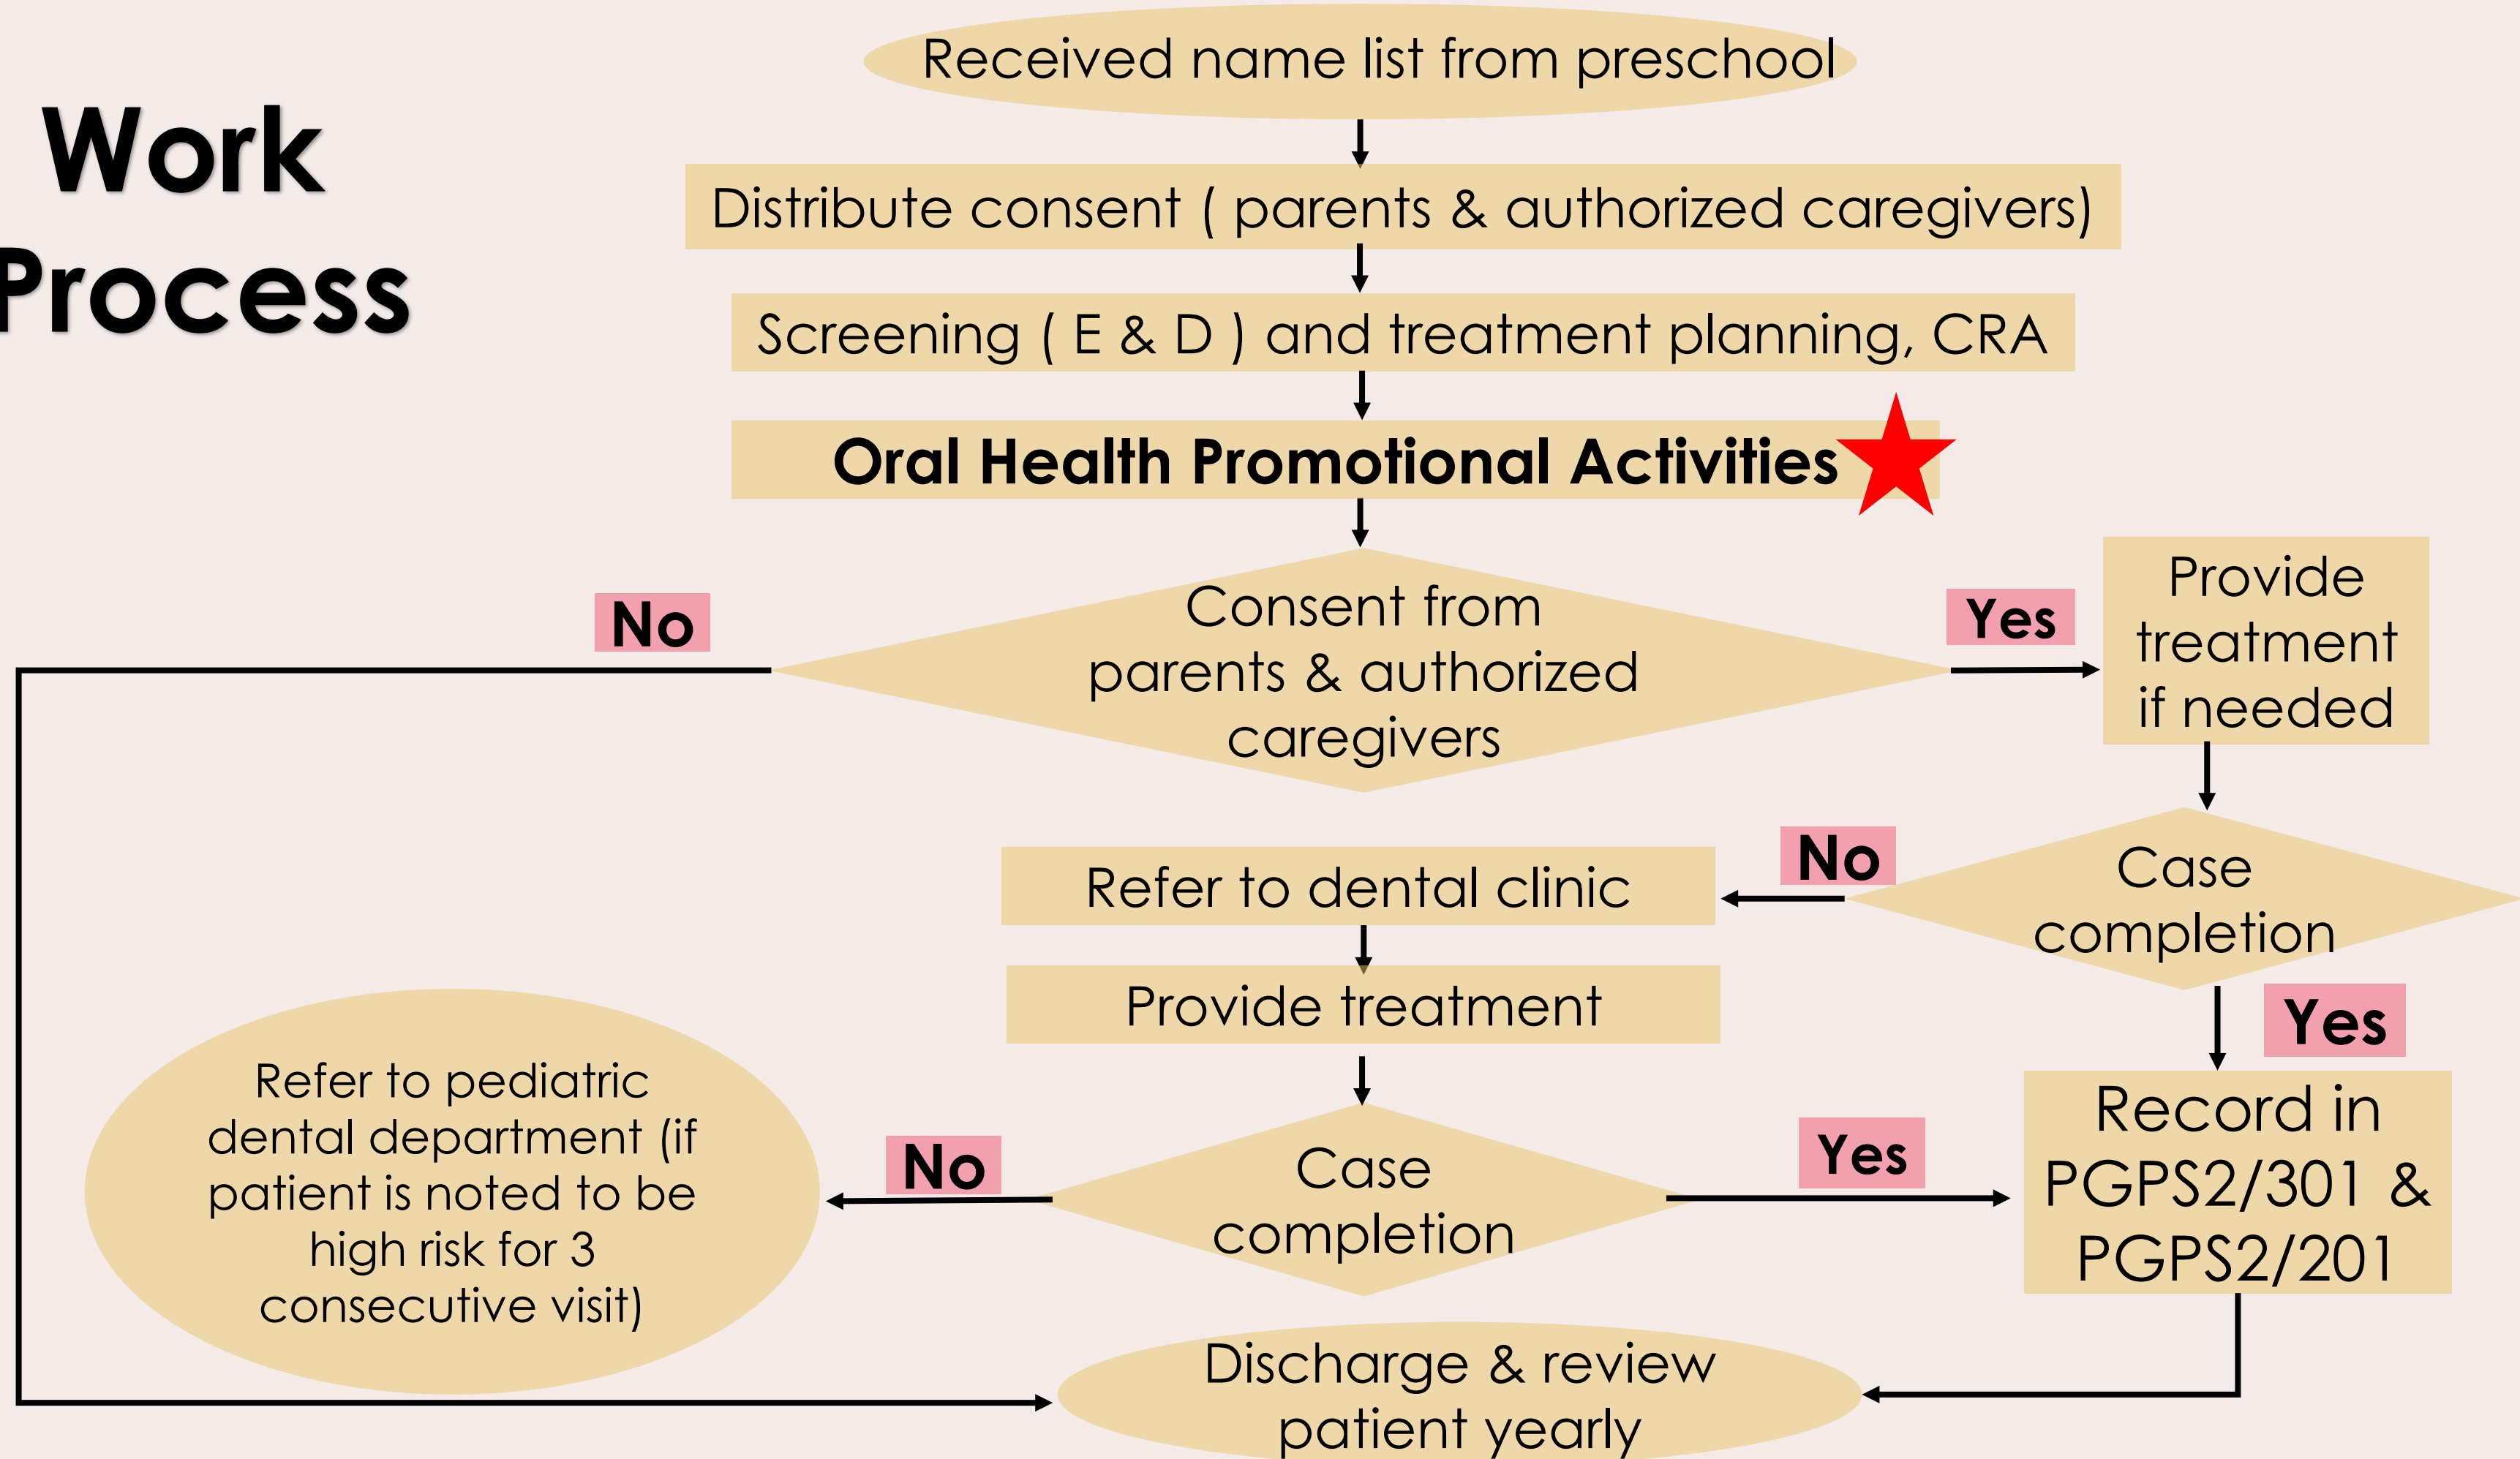 Work
Process
Received name list from preschool
Distribute consent ( parents & authorized caregivers)
Screening ( E & D ) and treatment planning, CRA
Oral Health Promotional Activities
No
Consent from
parents & authorized
caregivers
Yes
Provide
treatment
if needed
Refer to dental clinic
No
Case
completion
Provide treatment
Yes
Refer to pediatric
dental department (if
patient is noted to be
high risk for 3
consecutive visit)
No
Case
completion
Yes
Record in
PGPS2/301 &
PGPS2/201
Discharge & review
patient yearly